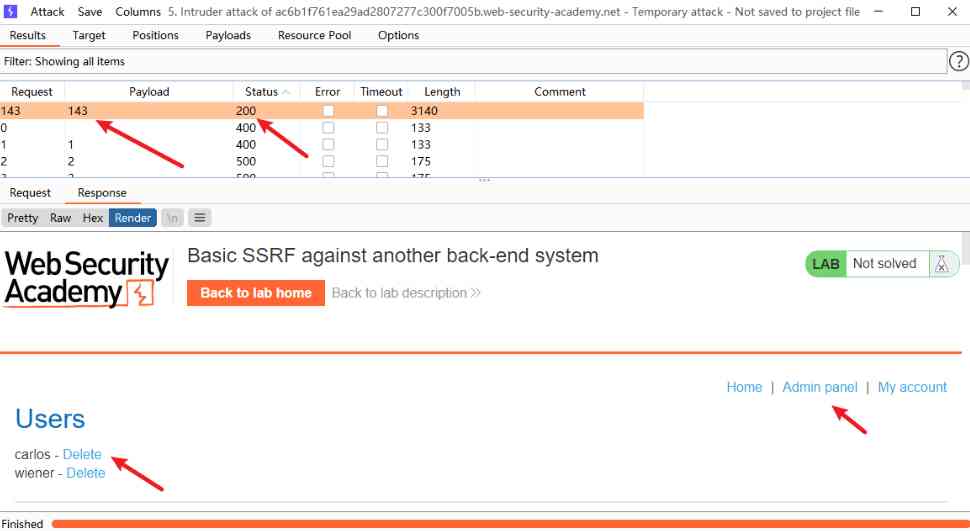 Attack Save Columns 5. Intruder attack of ac6b1f761ea29ad2807277c300f7005b.web-security-academy.net - Temporary attack - Not saved to project file
Results Target Positions Payloads Resource Pool Options
Filter: Showing all items ?
Request Payload Status Error Timeout Length Comment
143 143 200 3140
0 400 133
1 1 400 133
2 2 500 175
3 3 500 175
Request Response
Pretty Raw Hex Render \n
Web Security Academy
Basic SSRF against another back-end system
LAB Not solved
Back to lab home Back to lab description >>
Home | Admin panel | My account
Users
carlos - Delete
wiener - Delete
Finished